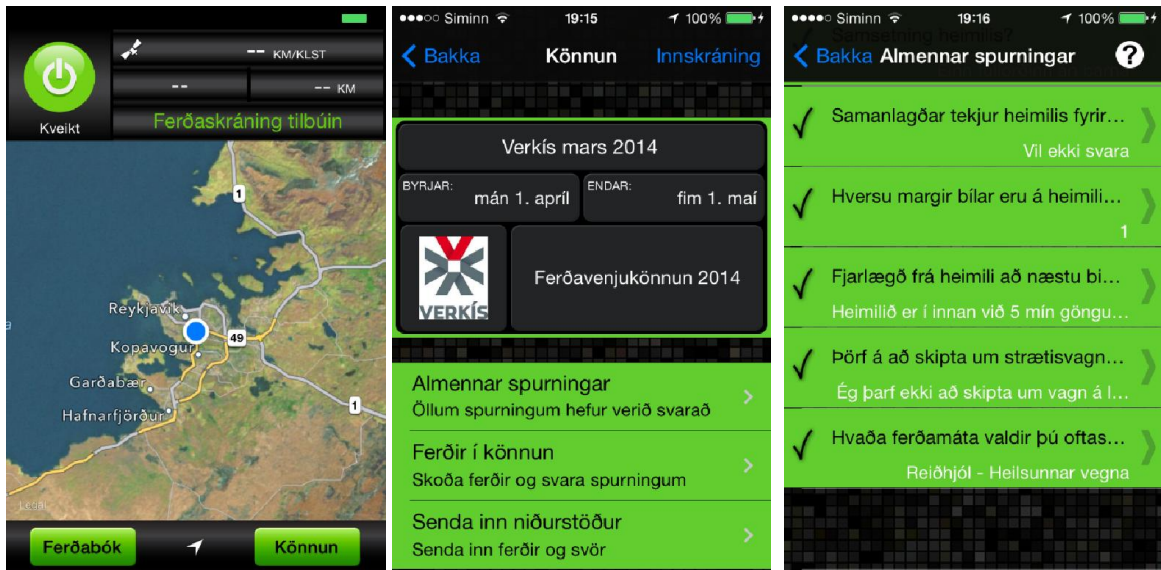 -- KM/KLST
-- -- KM
Kveikt
Ferðaskráning tilbúin
1
Reykjavik
49
Kopavogur
Garðabær
Hafnarfjörður
1
Legal
Ferðabók
Könnun
Siminn 19:15 100%
Bakka Könnun Innskráning
Verkís mars 2014
BYRJAR: mán 1. apríl ENDAR: fim 1. maí
VERKÍS
Ferðavenjukönnun 2014
Almennar spurningar
Öllum spurningum hefur verið svarað
Ferðir í könnun
Skoða ferðir og svara spurningum
Senda inn niðurstöður
Senda inn ferðir og svör
Siminn 19:16 100%
Samsetning heimilis?
Bakka Almennar spurningar ?
Samanlagðar tekjur heimilis fyrir...
Vil ekki svara
Hversu margir bílar eru á heimili...
1
Fjarlægð frá heimili að næstu bi...
Heimilið er í innan við 5 mín göngu...
Þörf á að skipta um strætisvagn...
Ég þarf ekki að skipta um vagn á l...
Hvaða ferðamáta valdir þú oftas...
Reiðhjól - Heilsunnar vegna